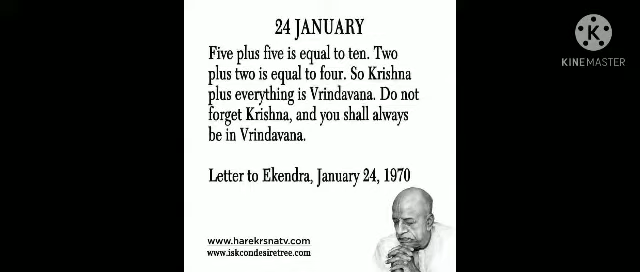 24 JANUARY
Five plus five is equal to ten. Two
plus two is equal to four. So Krishna
plus everything is Vrindavana. Do not
forget Krishna, and you shall always
be in Vrindavana.
Letter to Ekendra, January 24, 1970
www.harekrsnatv.com
www.iskcondesiretree.com
K
KINEMASTER